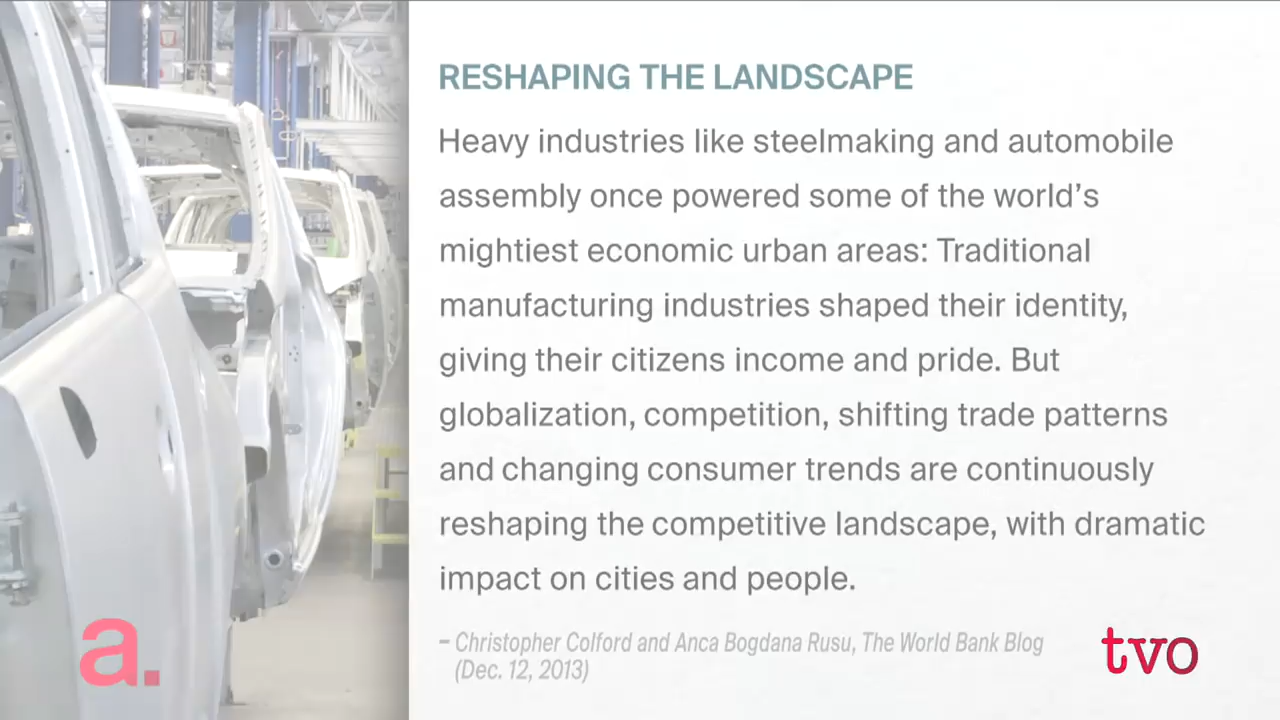 RESHAPING THE LANDSCAPE
Heavy industries like steelmaking and automobile
assembly once powered some of the world’s
mightiest economic urban areas: Traditional
manufacturing industries shaped their identity,
giving their citizens income and pride. But
globalization, competition, shifting trade patterns
and changing consumer trends are continuously
reshaping the competitive landscape, with dramatic
impact on cities and people.
– Christopher Colford and Anca Bogdana Rusu, The World Bank Blog
(Dec. 12, 2013)
a.
tvo